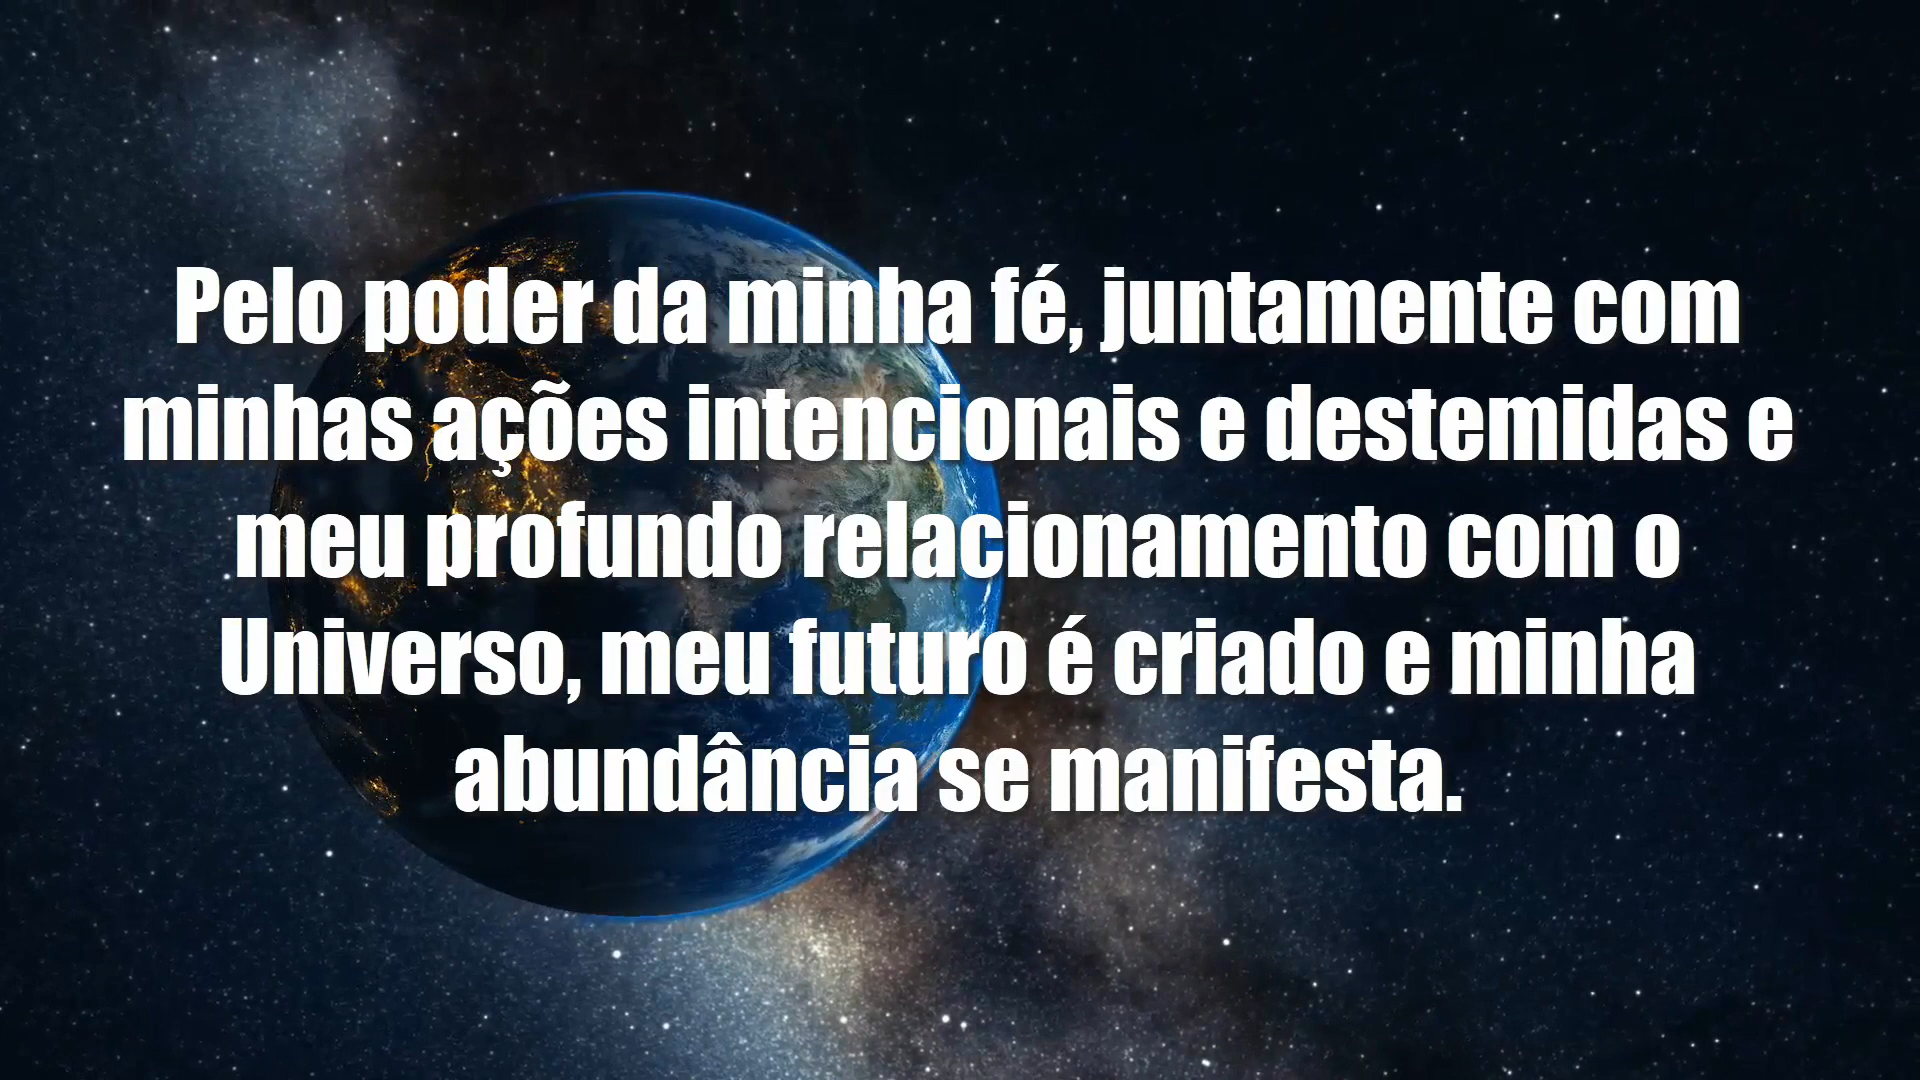 Pelo poder da minha fé, juntamente com
minhas ações intencionais e destemidas e
meu profundo relacionamento com o
Universo, meu futuro é criado e minha
abundância se manifesta.